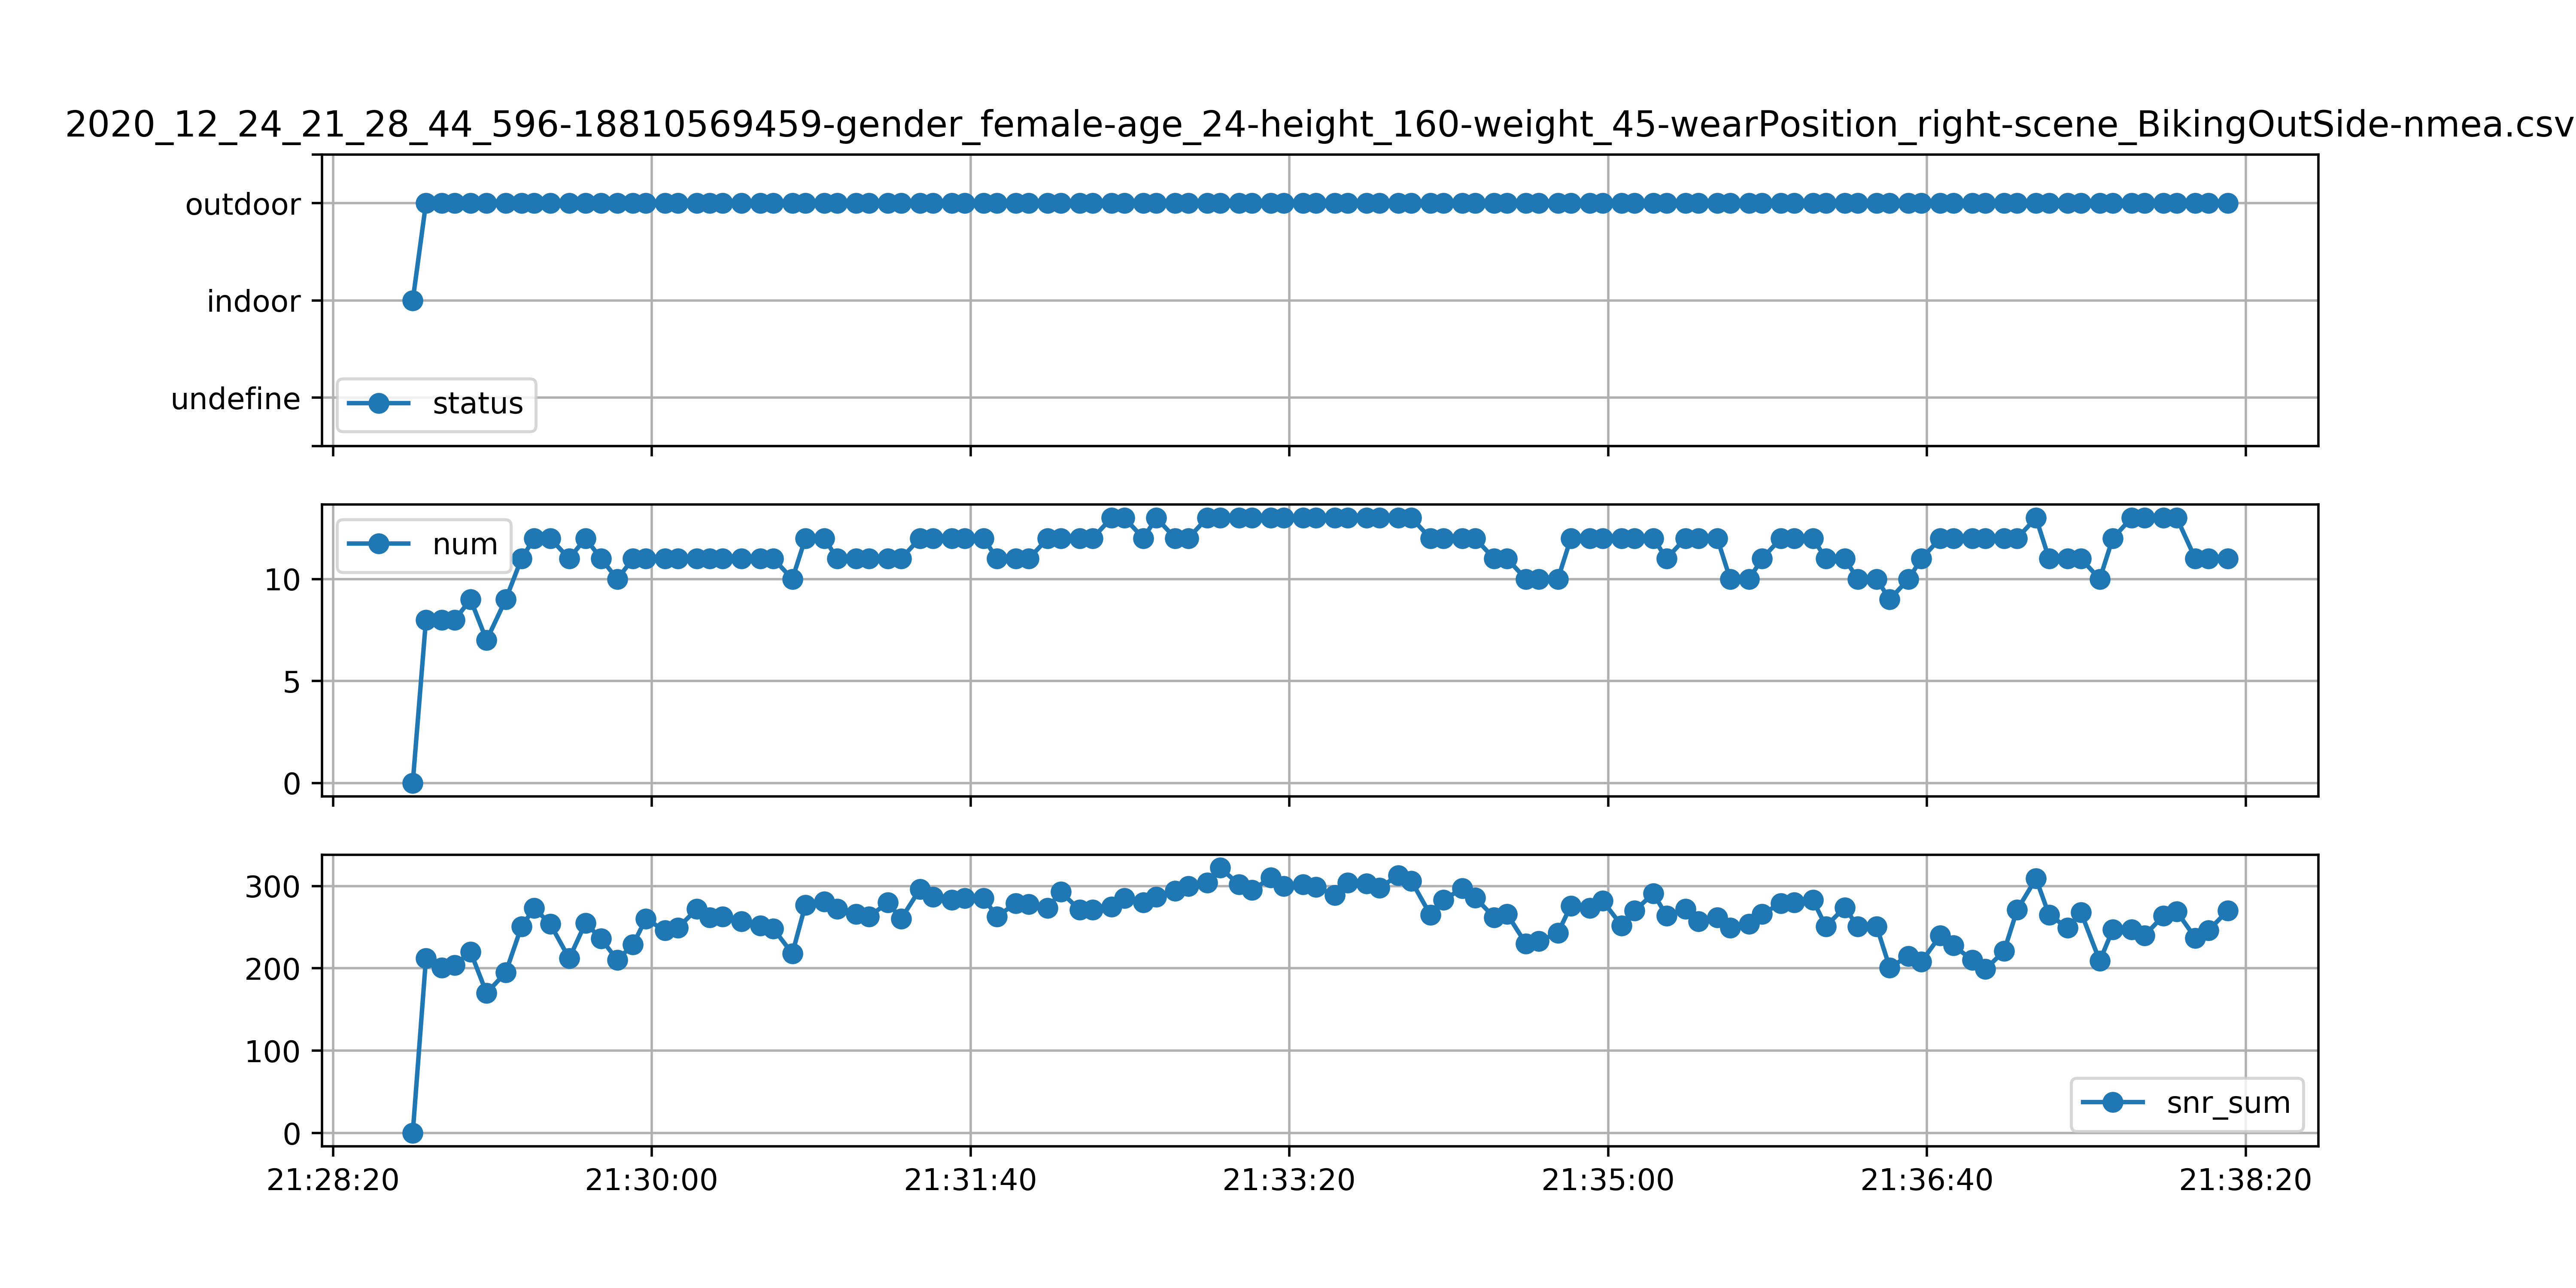 2020_12_24_21_28_44_596-18810569459-gender_female-age_24-height_160-weight_45-wearPosition_right-scene_BikingOutSide-nmea.csv
outdoor
indoor
undefine
status
num
10
5
0
300
200
100
0
snr_sum
21:28:20 21:30:00 21:31:40 21:33:20 21:35:00 21:36:40 21:38:20